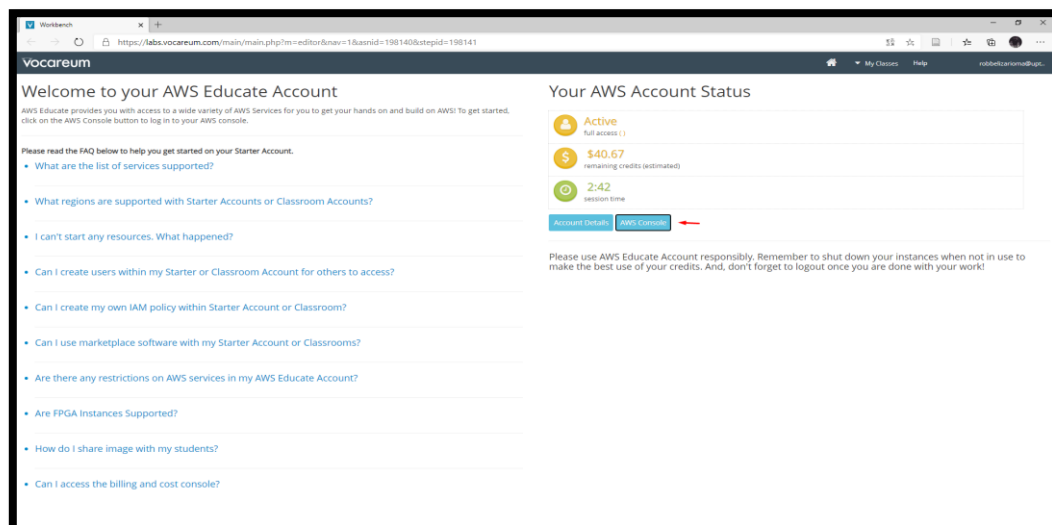 Workbench
https://labs.vocareum.com/main/main.php?m=editor&nav=1&asnid=198140&stepid=198141
vocareum
My Classes Help robbelizarioma@upt..
Welcome to your AWS Educate Account
AWS Educate provides you with access to a wide variety of AWS Services for you to get your hands on and build on AWS! To get started,
click on the AWS Console button to log in to your AWS console.
Please read the FAQ below to help you get started on your Starter Account.
• What are the list of services supported?
• What regions are supported with Starter Accounts or Classroom Accounts?
• I can't start any resources. What happened?
• Can I create users within my Starter or Classroom Account for others to access?
• Can I create my own IAM policy within Starter Account or Classroom?
• Can I use marketplace software with my Starter Account or Classrooms?
• Are there any restrictions on AWS services in my AWS Educate Account?
• Are FPGA Instances Supported?
• How do I share image with my students?
• Can I access the billing and cost console?
Your AWS Account Status
Active
full access ( )
$40.67
remaining credits (estimated)
2:42
session time
Account Details AWS Console
Please use AWS Educate Account responsibly. Remember to shut down your instances when not in use to
make the best use of your credits. And, don't forget to logout once you are done with your work!